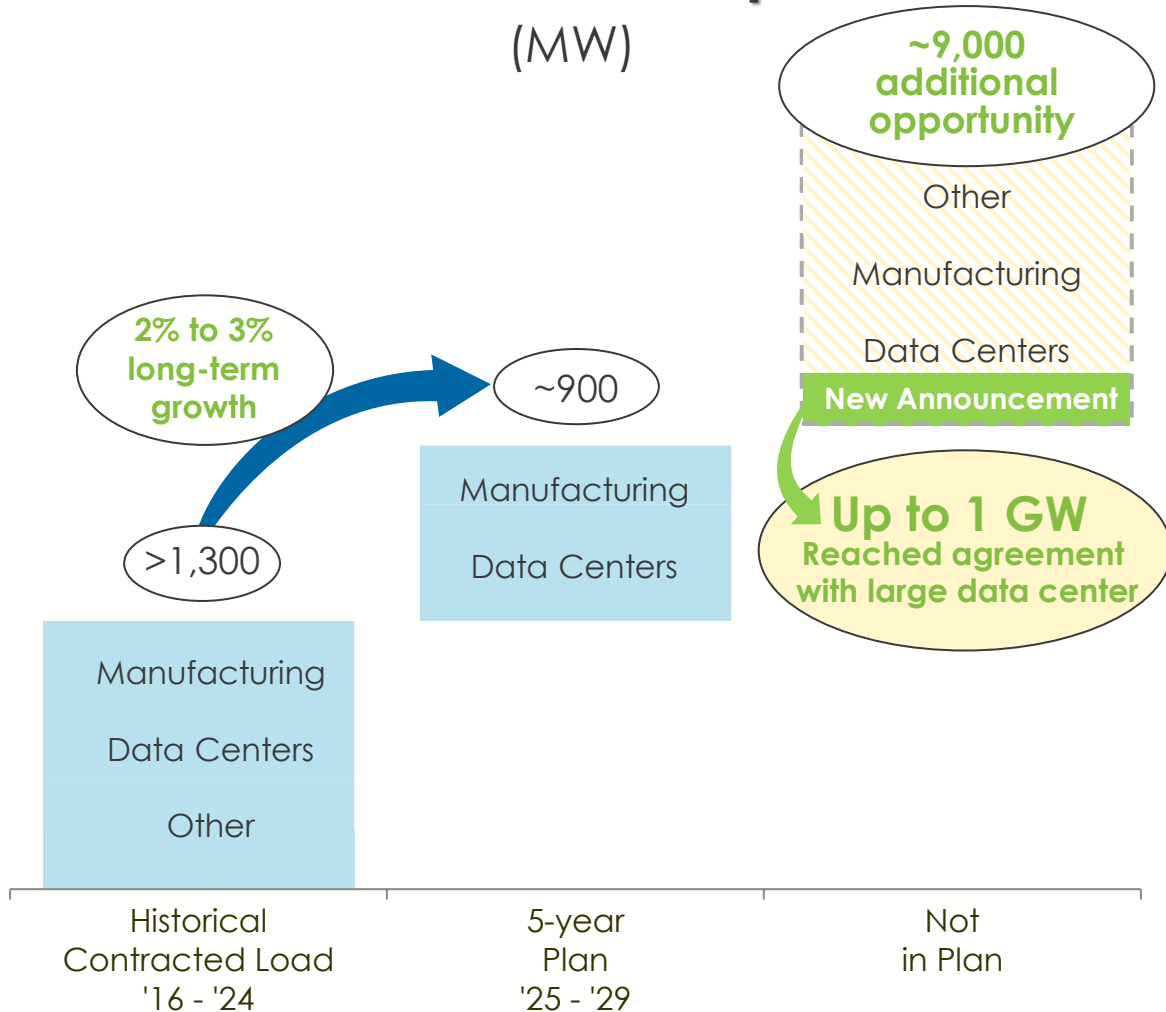 (MW)
~9,000
additional
opportunity
Other
Manufacturing
Data Centers
New Announcement
Up to 1 GW
Reached agreement
with large data center
2% to 3%
long-term
growth
~900
Manufacturing
Data Centers
>1,300
Manufacturing
Data Centers
Other
Historical
Contracted Load
'16 - '24
5-year
Plan
'25 - '29
Not
in Plan